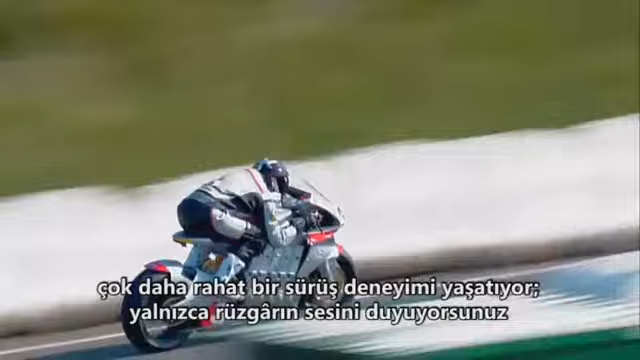 çok daha rahat bir sürüş deneyimi yaşatıyor;
yalnızca rüzgârın sesini duyuyorsunuz